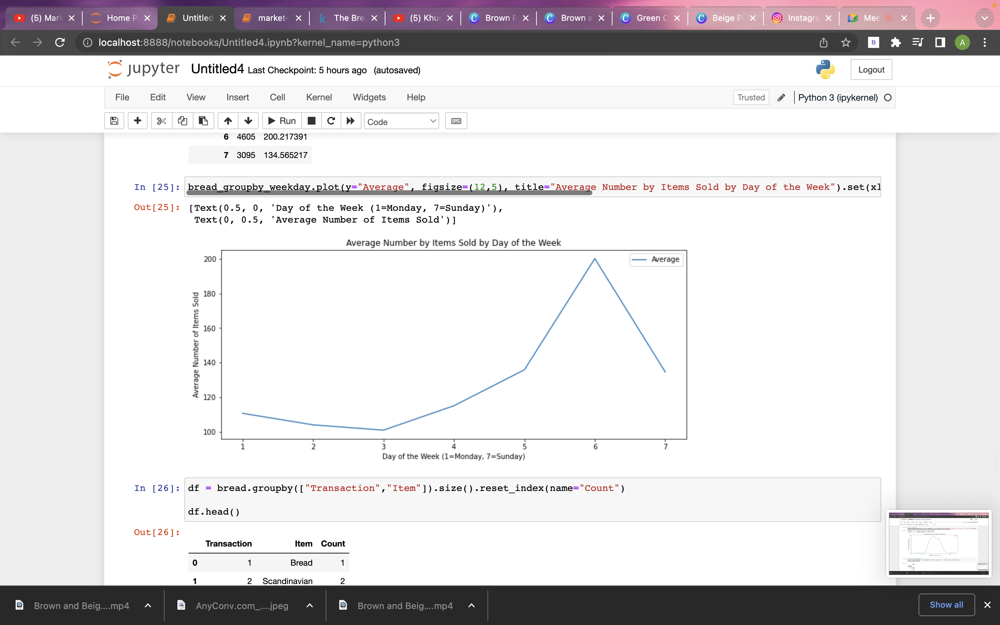 (5) Mark
Home P
Untitled
market-
The Bre
(5) Khu
Brown P
Brown a
Green C
Beige P
Instagra
Mee
localhost:8888/notebooks/Untitled4.ipynb?kernel_name=python3
B
A
jupyter Untitled4 Last Checkpoint: 5 hours ago (autosaved)
Logout
File Edit View Insert Cell Kernel Widgets Help
Trusted
Python 3 (ipykernel)
Run
Code
6 4605 200.217391
7 3095 134.565217
In [25]: bread_groupby_weekday.plot(y="Average", figsize=(12,5), title="Average Number by Items Sold by Day of the Week").set(xl
Out[25]: [Text(0.5, 0, 'Day of the Week (1=Monday, 7=Sunday)'),
Text(0, 0.5, 'Average Number of Items Sold')]
Average Number by Items Sold by Day of the Week
Average
200
180
160
140
120
100
Average Number of Items Sold
1 2 3 4 5 6 7
Day of the Week (1=Monday, 7=Sunday)
In [26]: df = bread.groupby(["Transaction","Item"]).size().reset_index(name="Count")
df.head()
Out[26]:
Transaction Item Count
0 1 Bread 1
1 2 Scandinavian 2
Brown and Beig....mp4
AnyConv.com_....jpeg
Brown and Beig....mp4
Show all